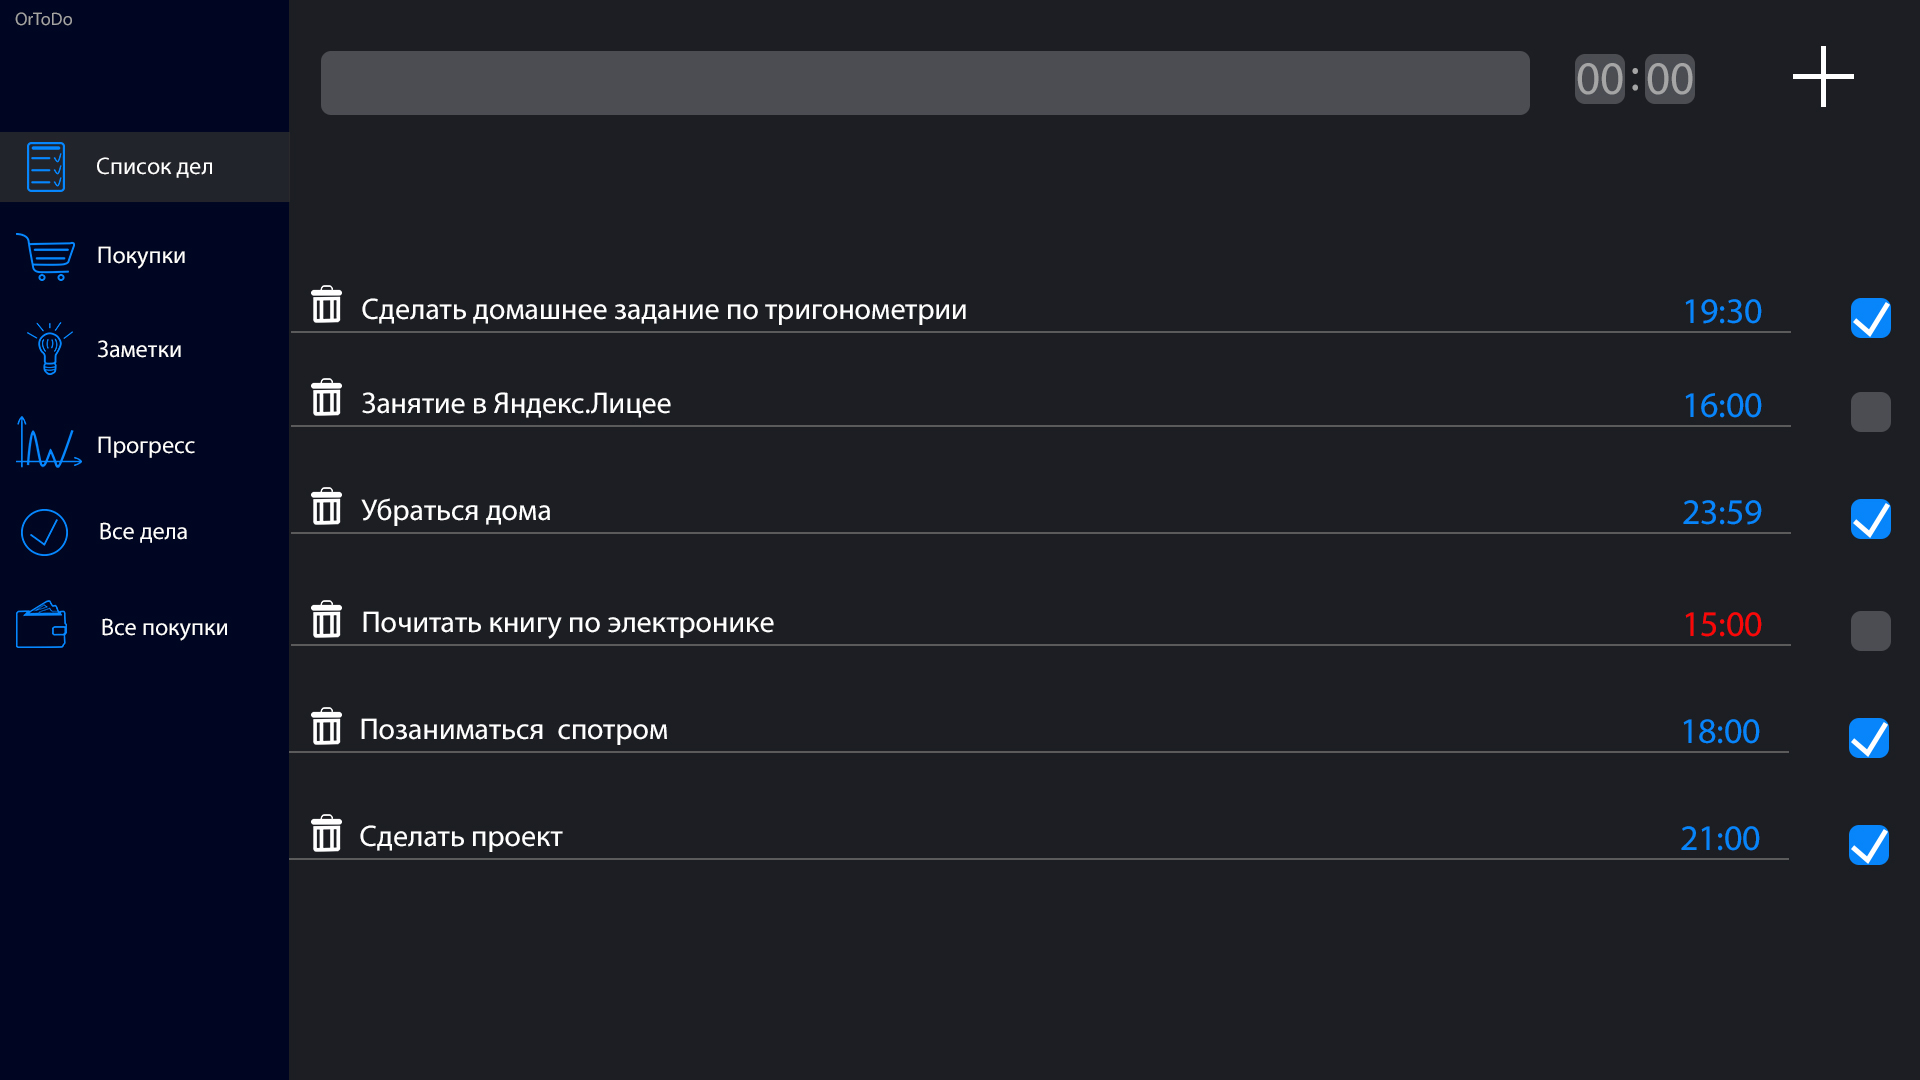 OrToDo
00:00
Список дел
Покупки
Заметки
Прогресс
Все дела
Все покупки
Сделать домашнее задание по тригонометрии 19:30
Занятие в Яндекс.Лицее 16:00
Убраться дома 23:59
Почитать книгу по электронике 15:00
Позаниматься  спотром 18:00
Сделать проект 21:00